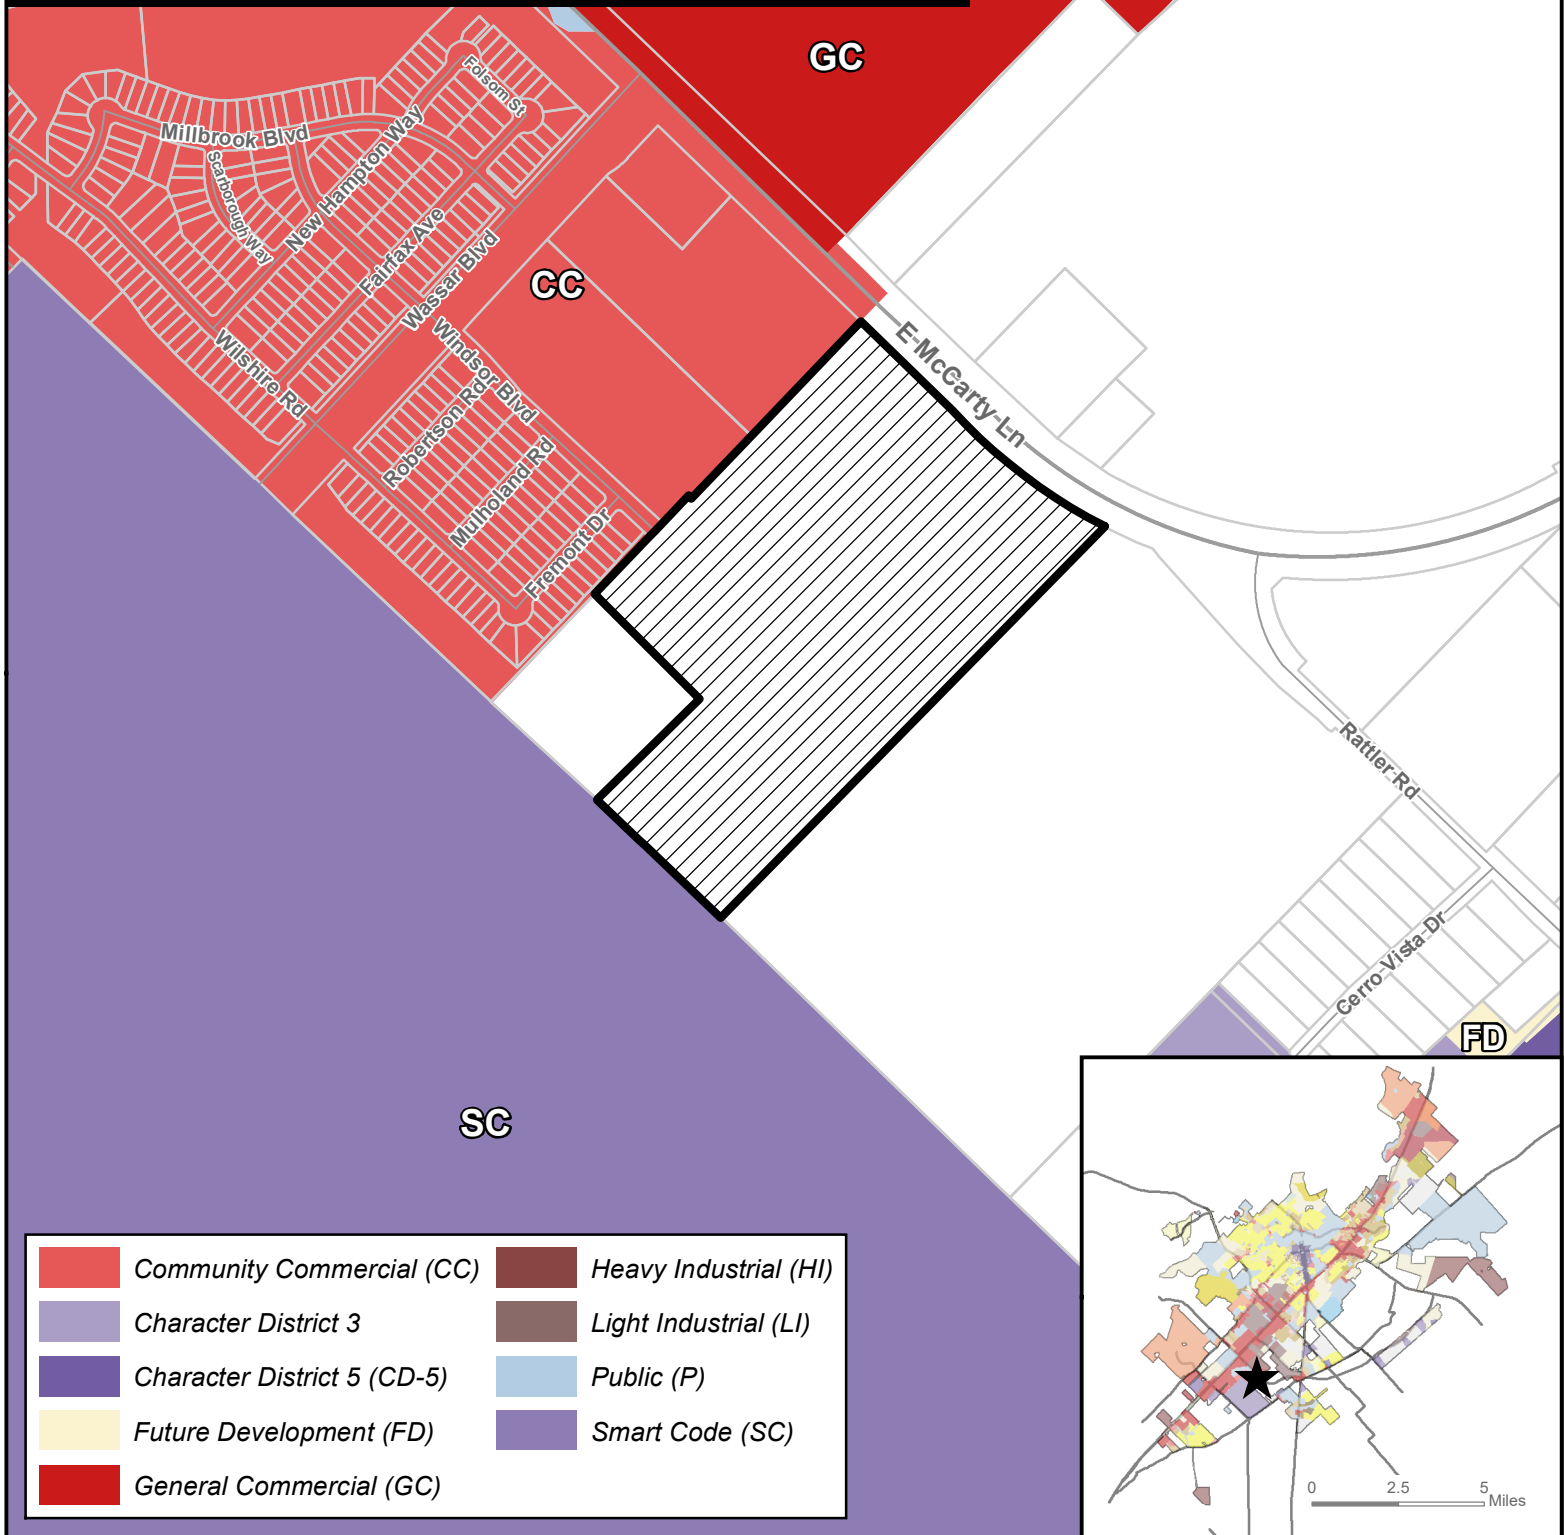 GC
Folsom St
Millbrook Blvd
New Hampton Way
Scarborough Way
Fairfax Ave
Wassar Blvd
CC
Windsor Blvd
Wilshire Rd
Robertson Rd
Mulholand Rd
Fremont Dr
E McCarty Ln
Rattler Rd
Cerro Vista Dr
FD
SC
Community Commercial (CC)
Character District 3
Character District 5 (CD-5)
Future Development (FD)
General Commercial (GC)
Heavy Industrial (HI)
Light Industrial (LI)
Public (P)
Smart Code (SC)
0 2.5 5
Miles